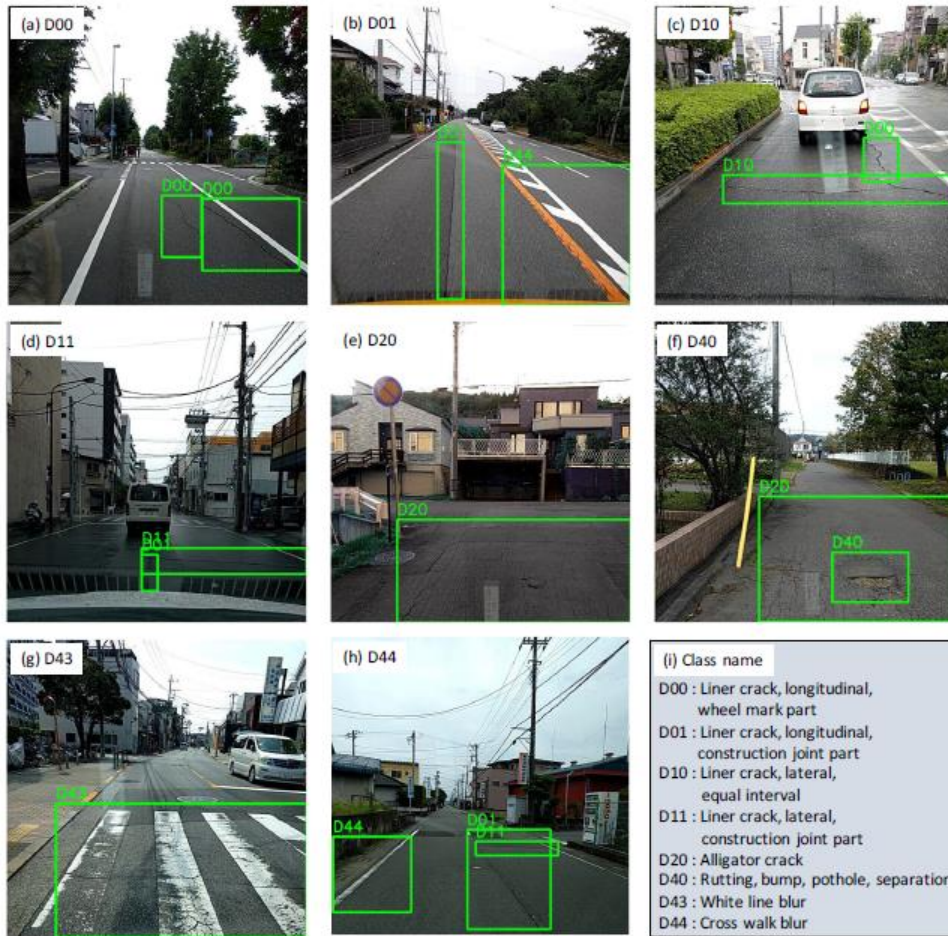 (a) D00
D00 D00
(b) D01
D44
(c) D10
D00
D10
(d) D11
D11
D01
(e) D20
D20
(f) D40
D20
D40
(g) D43
D43
(h) D44
D44
D01
D11
(i) Class name
D00 : Liner crack, longitudinal,
wheel mark part
D01 : Liner crack, longitudinal,
construction joint part
D10 : Liner crack, lateral,
equal interval
D11 : Liner crack, lateral,
construction joint part
D20 : Alligator crack
D40 : Rutting, bump, pothole, separation
D43 : White line blur
D44 : Cross walk blur